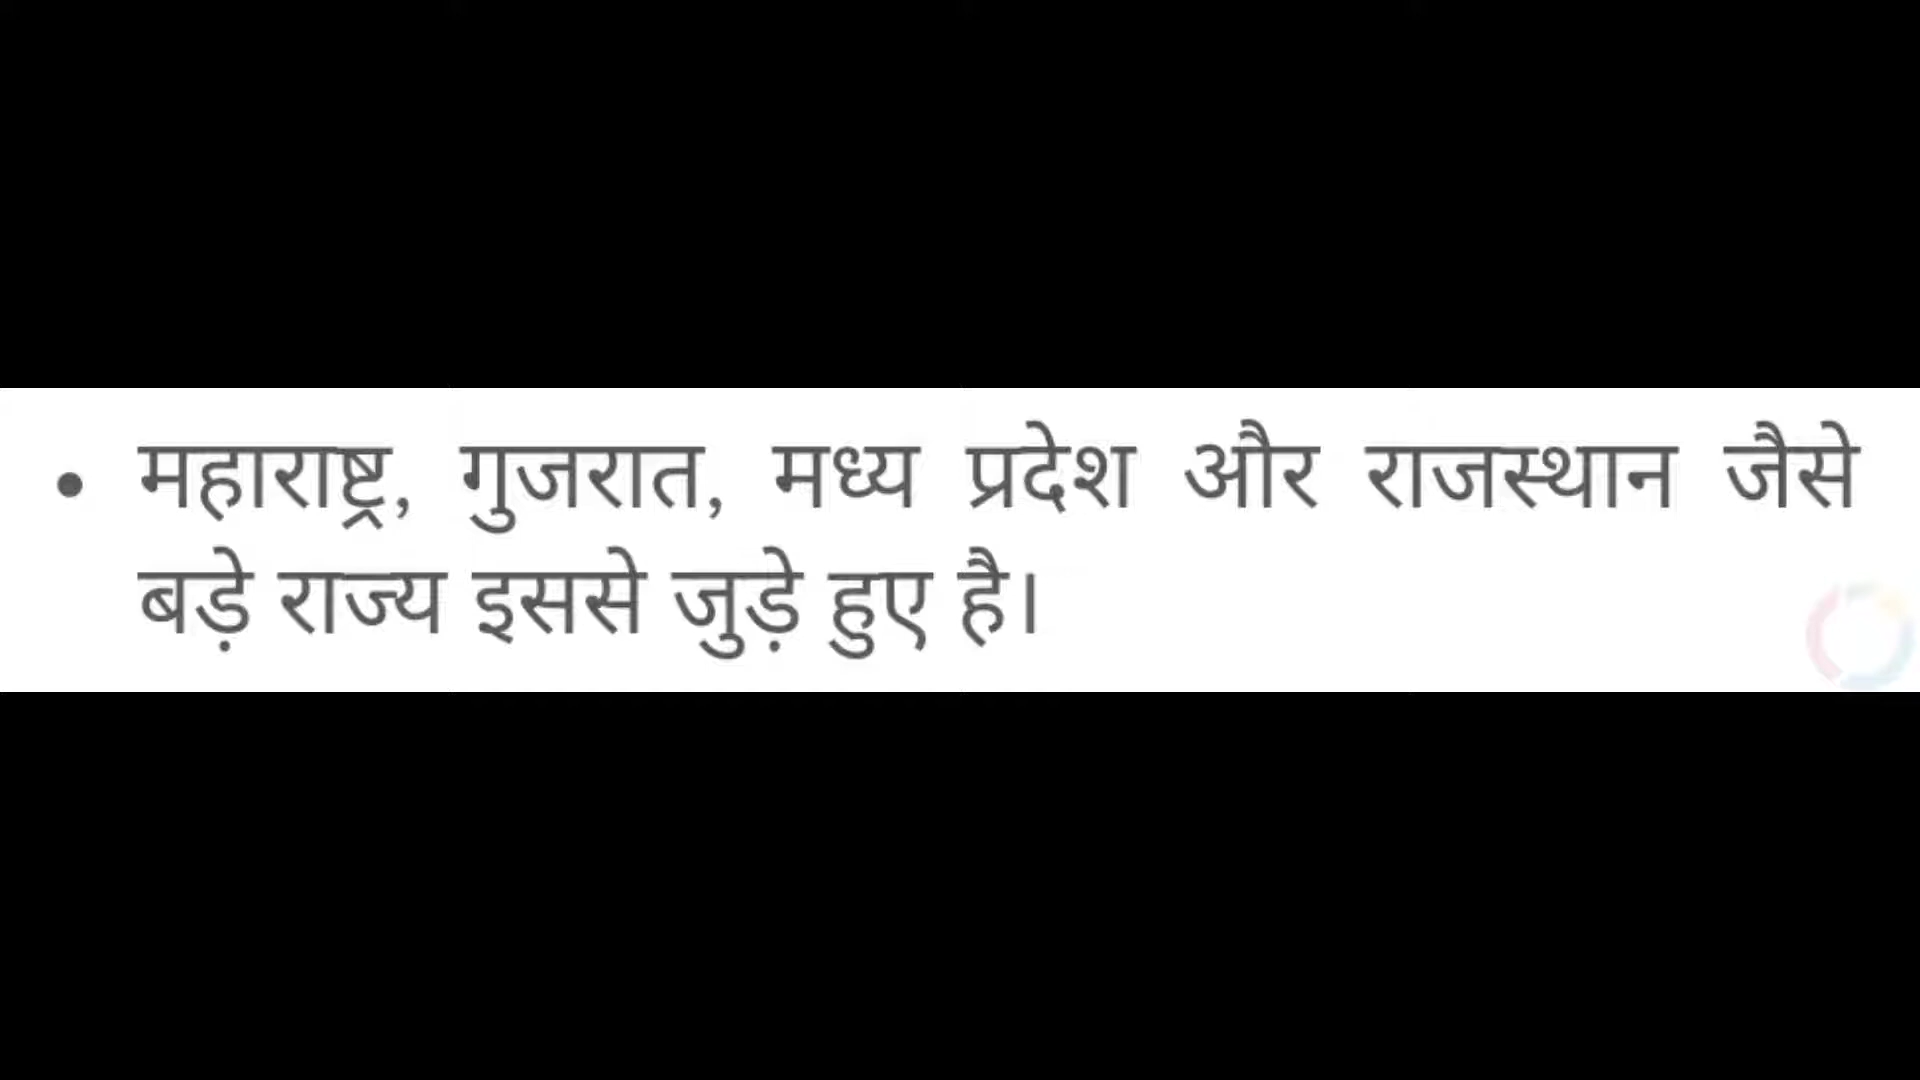 • महाराष्ट्र, गुजरात, मध्य प्रदेश और राजस्थान जैसे
बड़े राज्य इससे जुड़े हुए है।